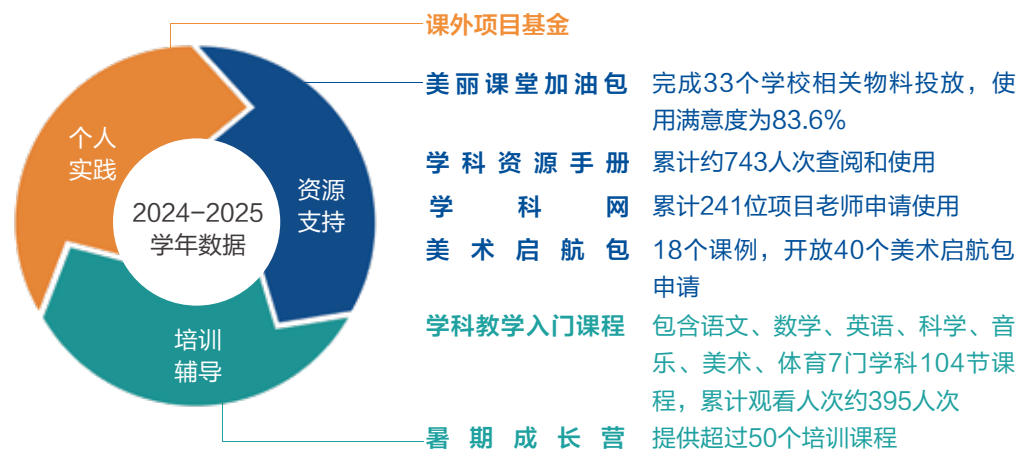 课外项目基金
美丽课堂加油包 完成33个学校相关物料投放，使
用满意度为83.6%
学科资源手册 累计约743人次查阅和使用
学科网 累计241位项目老师申请使用
美术启航包 18个课例，开放40个美术启航包
申请
学科教学入门课程 包含语文、数学、英语、科学、音
乐、美术、体育7门学科104节课
程，累计观看人次约395人次
暑期成长营 提供超过50个培训课程
个人
实践
资源
支持
2024-2025
学年数据
培训
辅导